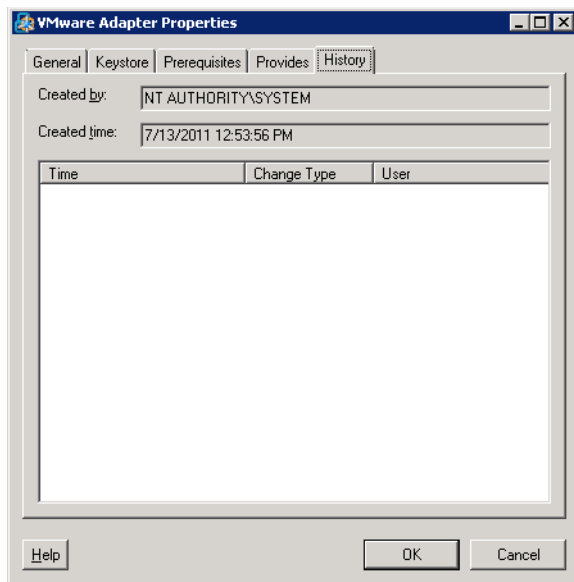 VMware Adapter Properties
General Keystore Prerequisites Provides History
Created by: NT AUTHORITY\SYSTEM
Created time: 7/13/2011 12:53:56 PM
Time Change Type User
Help OK Cancel